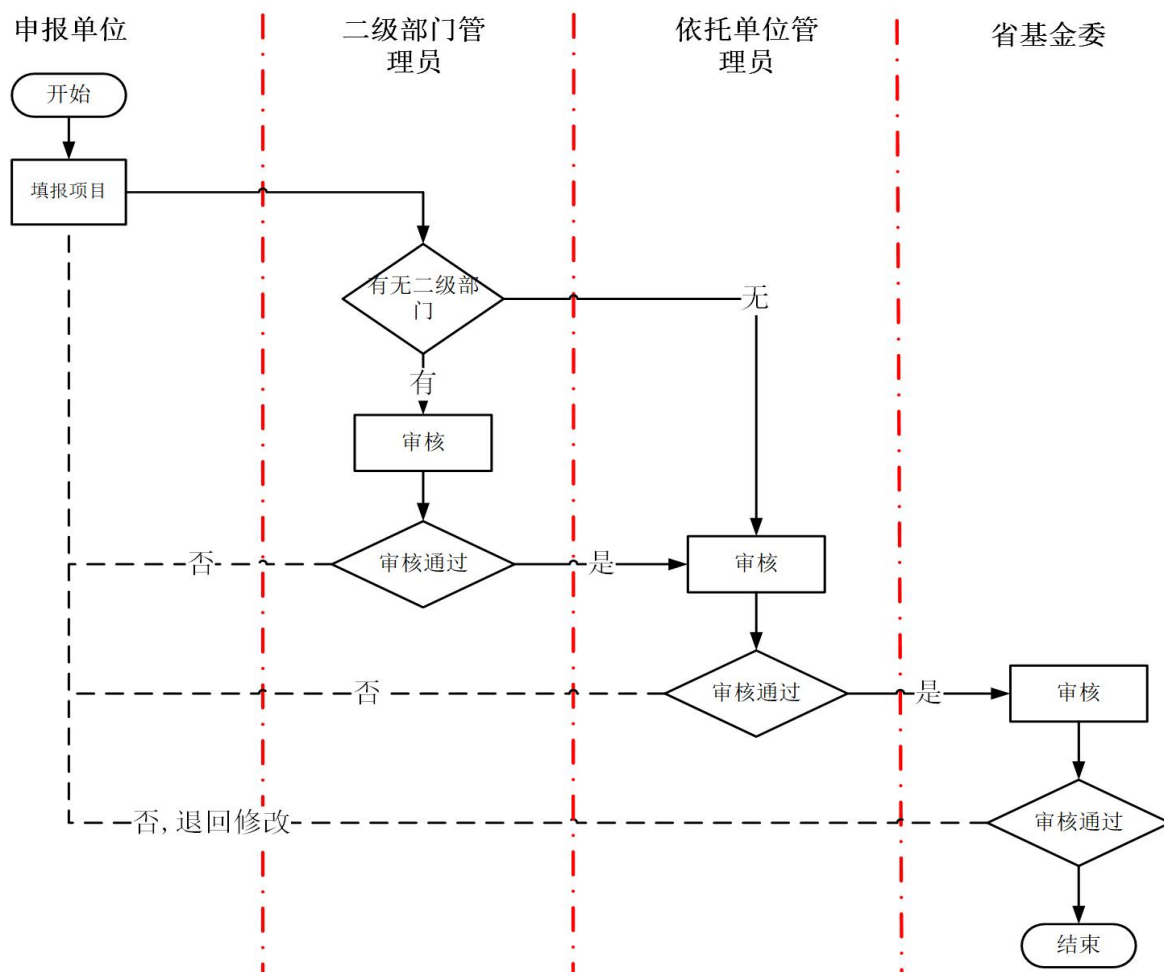 申报单位
二级部门管
理员
依托单位管
理员
省基金委
开始
填报项目
有无二级部
门
无
有
审核
审核通过
否
是
审核
审核通过
否
是
审核
审核通过
否,退回修改
结束